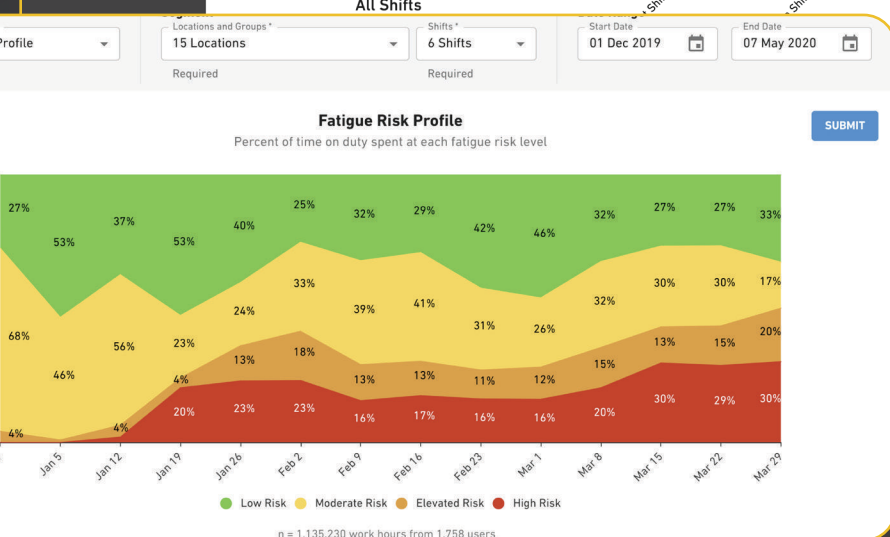 All Shifts
Locations and Groups *
Shifts *
Start Date
End Date
Profile
15 Locations
6 Shifts
01 Dec 2019
07 May 2020
Required
Required
Fatigue Risk Profile
SUBMIT
Percent of time on duty spent at each fatigue risk level
27%
53%
37%
53%
40%
25%
32%
29%
42%
46%
32%
27%
27%
33%
68%
46%
56%
23%
24%
33%
39%
41%
31%
26%
32%
30%
30%
17%
4%
4%
4%
13%
18%
13%
13%
11%
12%
15%
13%
15%
20%
20%
23%
23%
16%
17%
16%
16%
20%
30%
29%
30%
Jan 5
Jan 12
Jan 19
Jan 26
Feb 2
Feb 9
Feb 16
Feb 23
Mar 1
Mar 8
Mar 15
Mar 22
Mar 29
Low Risk
Moderate Risk
Elevated Risk
High Risk
n = 1,135,230 work hours from 1,758 users